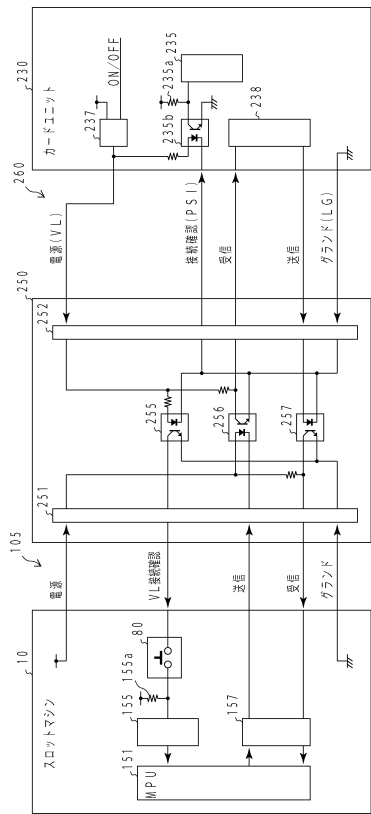 10
スロットマシン
151
MPU
155
155a
80
157
105
電源
VL接続確認
送信
受信
グランド
250
251
252
255
256
257
260
電源(VL)
接続確認(PSI)
受信
送信
グランド(LG)
230
カードユニット
237
ON/OFF
235a
235
235b
238